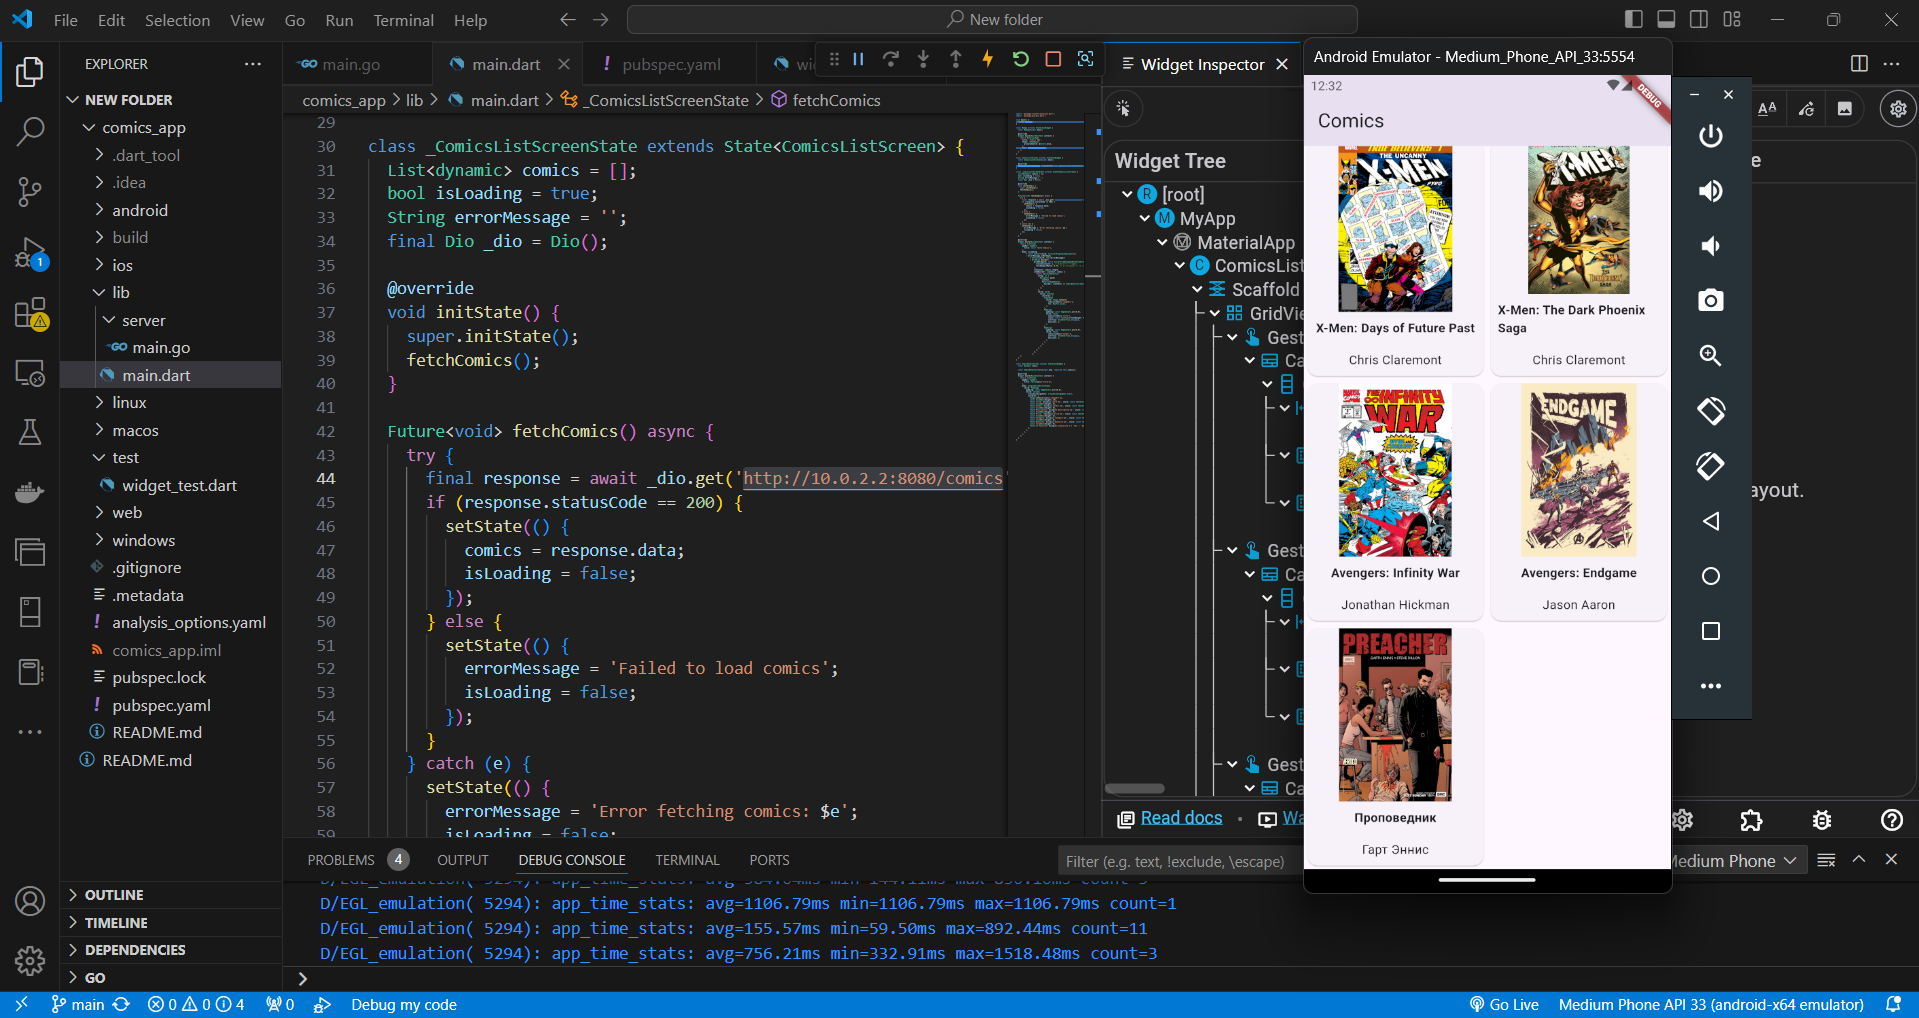 File Edit Selection View Go Run Terminal Help
New folder
EXPLORER
NEW FOLDER
comics_app
.dart_tool
.idea
android
build
ios
lib
server
main.go
main.dart
linux
macos
test
widget_test.dart
web
windows
.gitignore
.metadata
analysis_options.yaml
comics_app.iml
pubspec.lock
pubspec.yaml
README.md
README.md
OUTLINE
TIMELINE
DEPENDENCIES
GO
main.go
main.dart
pubspec.yaml
Widget Inspector
comics_app > lib > main.dart > _ComicsListScreenState > fetchComics
29
30 class _ComicsListScreenState extends State<ComicsListScreen> {
31 List<dynamic> comics = [];
32 bool isLoading = true;
33 String errorMessage = '';
34 final Dio _dio = Dio();
35
36 @override
37 void initState() {
38 super.initState();
39 fetchComics();
40 }
41
42 Future<void> fetchComics() async {
43 try {
44 final response = await _dio.get('http://10.0.2.2:8080/comics
45 if (response.statusCode == 200) {
46 setState(() {
47 comics = response.data;
48 isLoading = false;
49 });
50 } else {
51 setState(() {
52 errorMessage = 'Failed to load comics';
53 isLoading = false;
54 });
55 }
56 } catch (e) {
57 setState(() {
58 errorMessage = 'Error fetching comics: $e';
59 isLoading = false;
Widget Tree
[root]
MyApp
MaterialApp
ComicsList
Scaffold
GridVie
Gest
Ca
Gest
Ca
Gest
Ca
Read docs
ayout.
Android Emulator - Medium_Phone_API_33:5554
12:32
DEBUG
Comics
THE UNCANNY
X-MEN
X-MEN
X-Men: Days of Future Past
Chris Claremont
X-Men: The Dark Phoenix
Saga
Chris Claremont
THE INFINITY
WAR
Avengers: Infinity War
Jonathan Hickman
ENDGAME
Avengers: Endgame
Jason Aaron
PREACHER
Проповедник
Гарт Эннис
PROBLEMS 4 OUTPUT DEBUG CONSOLE TERMINAL PORTS
Filter (e.g. text, !exclude, \escape)
Medium Phone
D/EGL_emulation( 5294): app_time_stats: avg=1106.79ms min=1106.79ms max=1106.79ms count=1
D/EGL_emulation( 5294): app_time_stats: avg=155.57ms min=59.50ms max=892.44ms count=11
D/EGL_emulation( 5294): app_time_stats: avg=756.21ms min=332.91ms max=1518.48ms count=3
main 0 0 4 0 Debug my code
Go Live Medium Phone API 33 (android-x64 emulator)